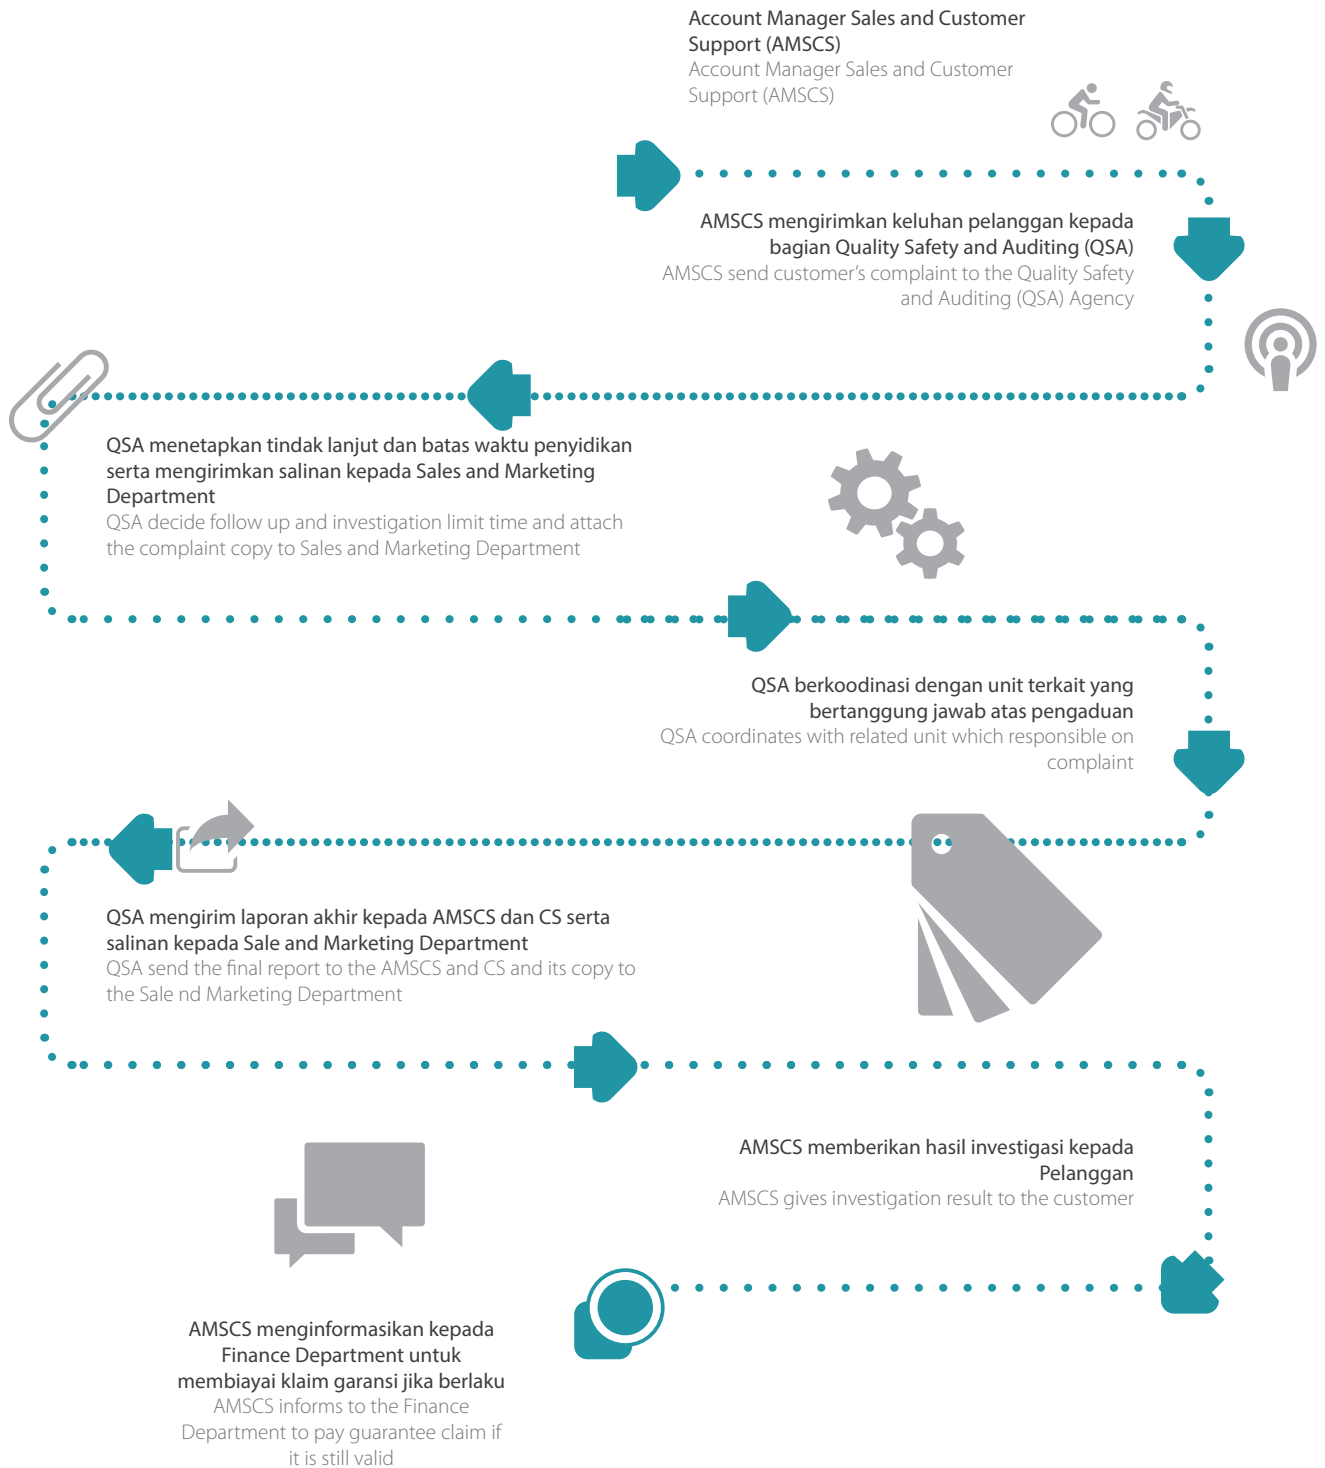 Account Manager Sales and Customer
Support (AMSCS)
Account Manager Sales and Customer
Support (AMSCS)
AMSCS mengirimkan keluhan pelanggan kepada
bagian Quality Safety and Auditing (QSA)
AMSCS send customer's complaint to the Quality Safety
and Auditing (QSA) Agency
QSA menetapkan tindak lanjut dan batas waktu penyidikan
serta mengirimkan salinan kepada Sales and Marketing
Department
QSA decide follow up and investigation limit time and attach
the complaint copy to Sales and Marketing Department
QSA berkoodinasi dengan unit terkait yang
bertanggung jawab atas pengaduan
QSA coordinates with related unit which responsible on
complaint
QSA mengirim laporan akhir kepada AMSCS dan CS serta
salinan kepada Sale and Marketing Department
QSA send the final report to the AMSCS and CS and its copy to
the Sale nd Marketing Department
AMSCS memberikan hasil investigasi kepada
Pelanggan
AMSCS gives investigation result to the customer
AMSCS menginformasikan kepada
Finance Department untuk
membiayai klaim garansi jika berlaku
AMSCS informs to the Finance
Department to pay guarantee claim if
it is still valid